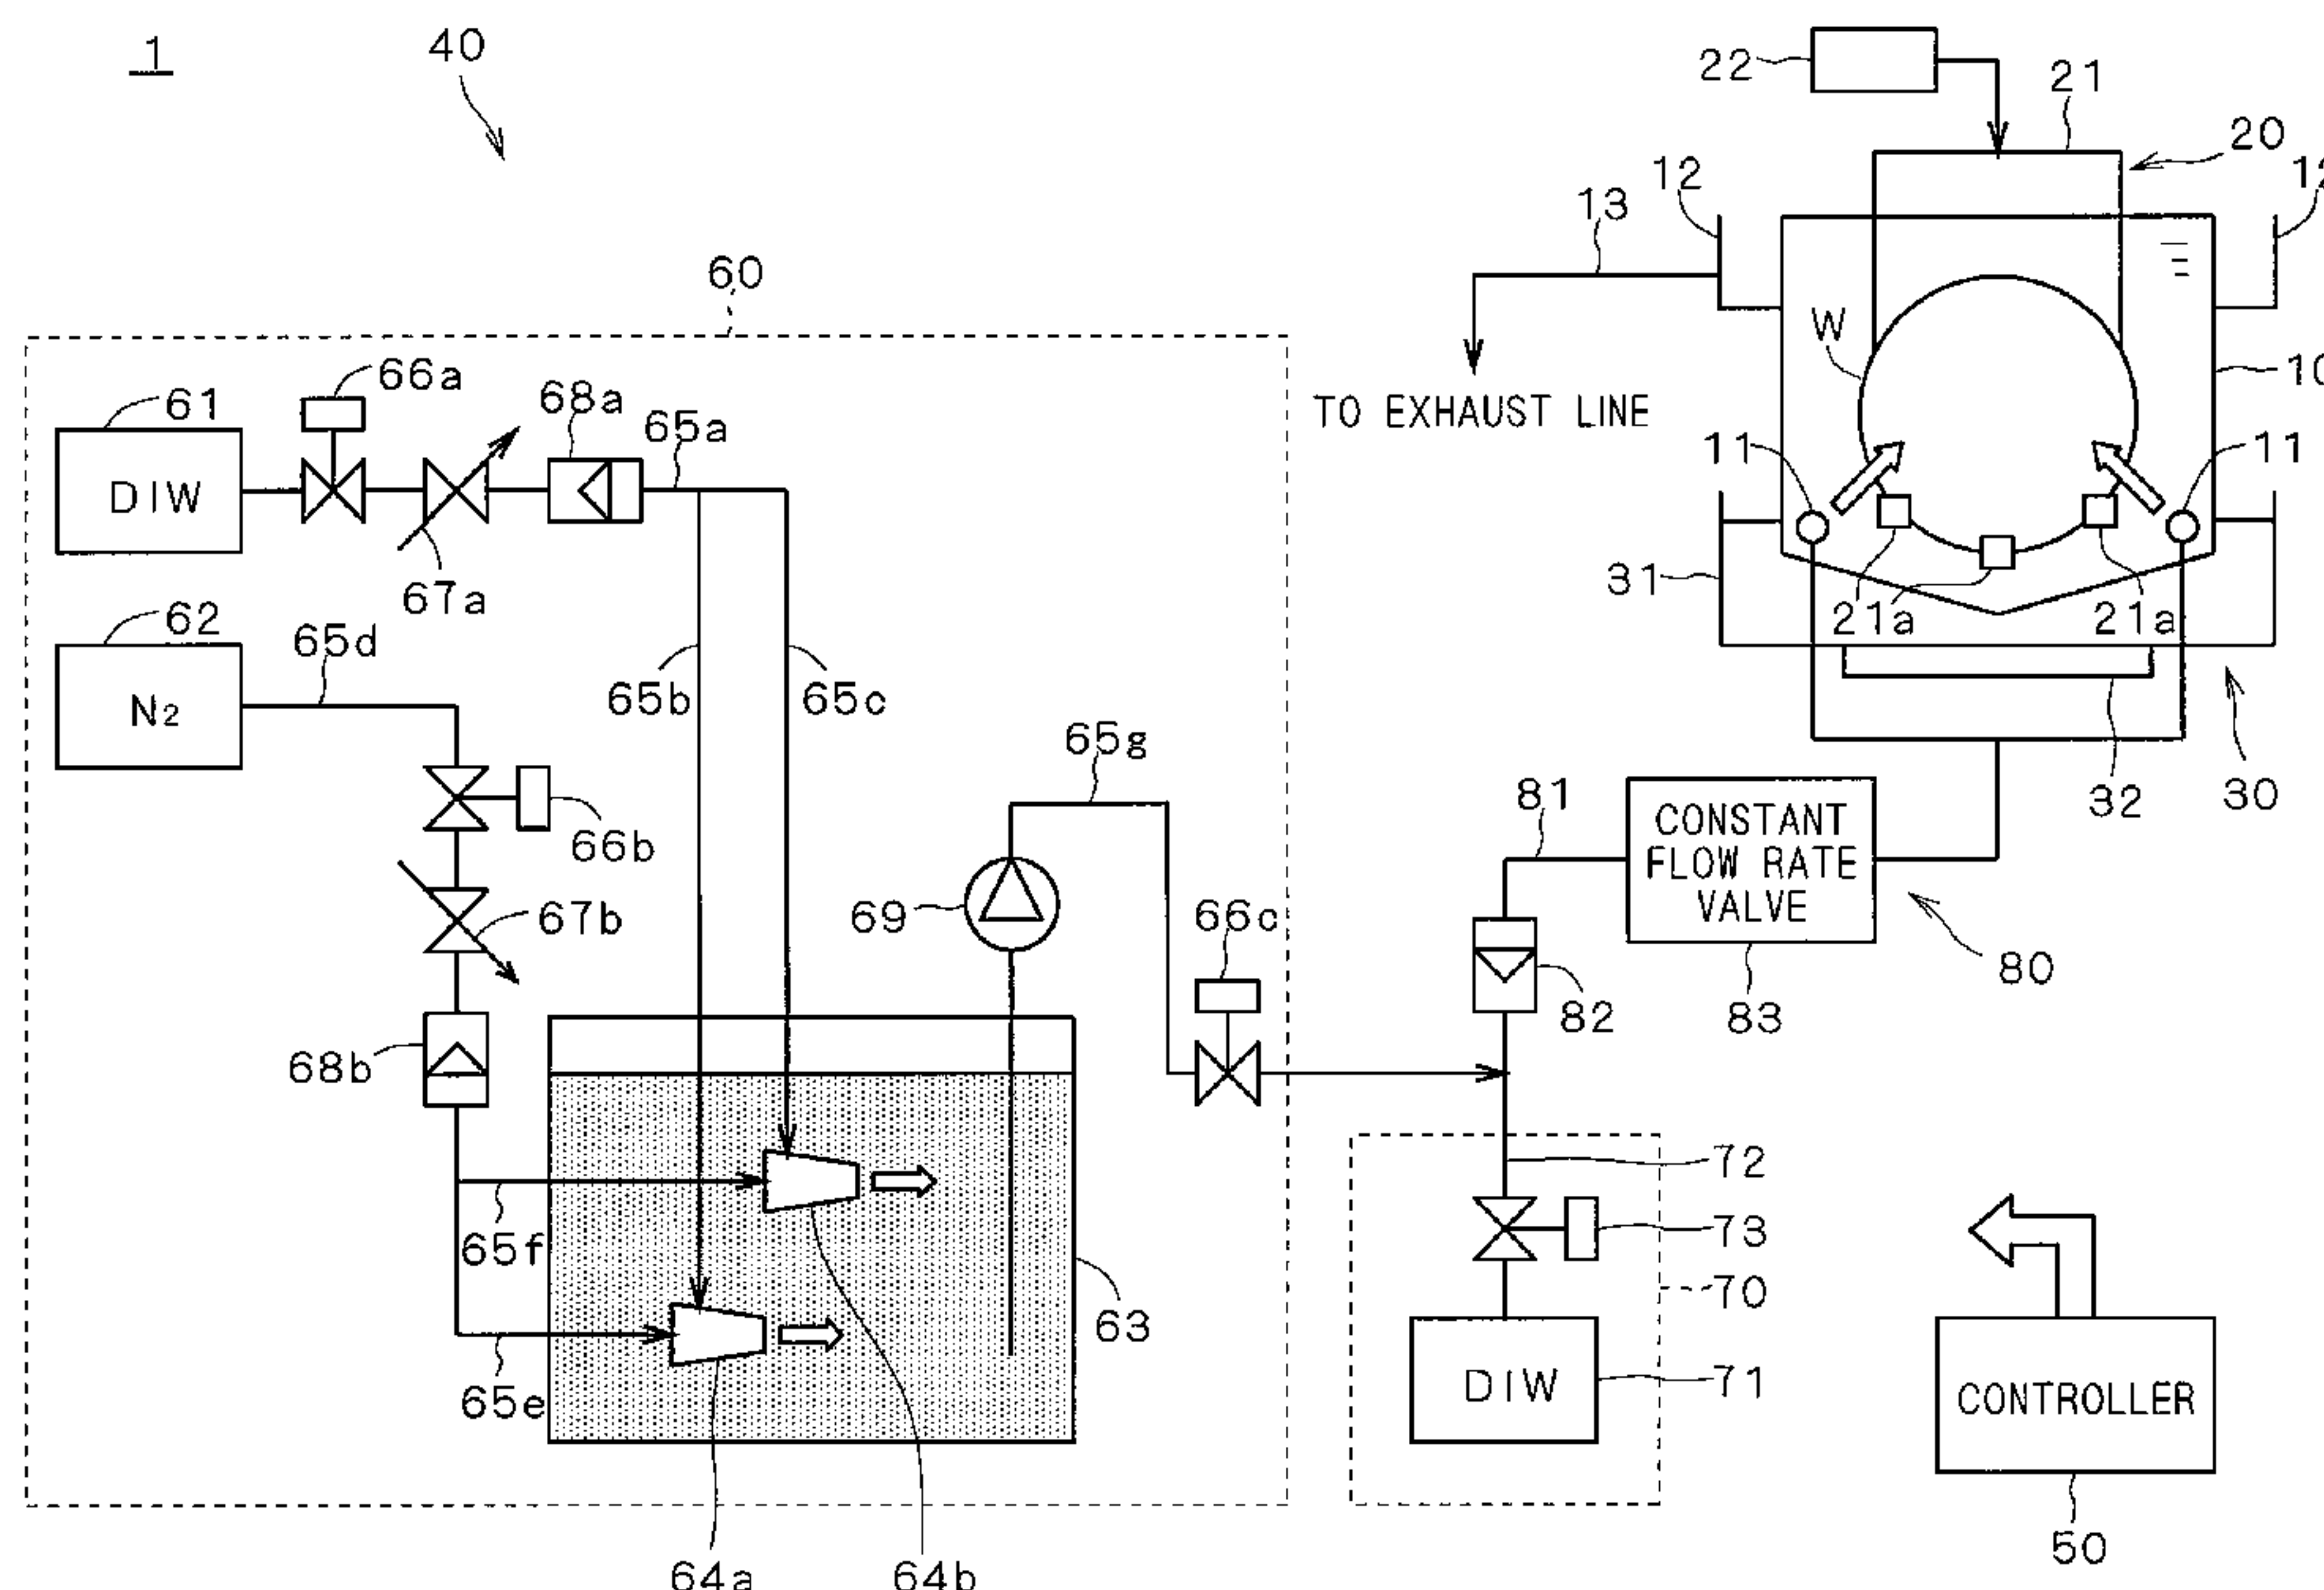 1
40
22
21
20
12
12
13
60
W
10
TO EXHAUST LINE
66a
61
68a
65a
DIW
11
11
67a
31
21a
21a
62
65d
N2
65b
65c
65g
32
30
81
CONSTANT
FLOW RATE
VALVE
66b
67b
69
66c
80
82
83
68b
72
65f
73
63
70
65e
DIW
71
CONTROLLER
50
64a
64b